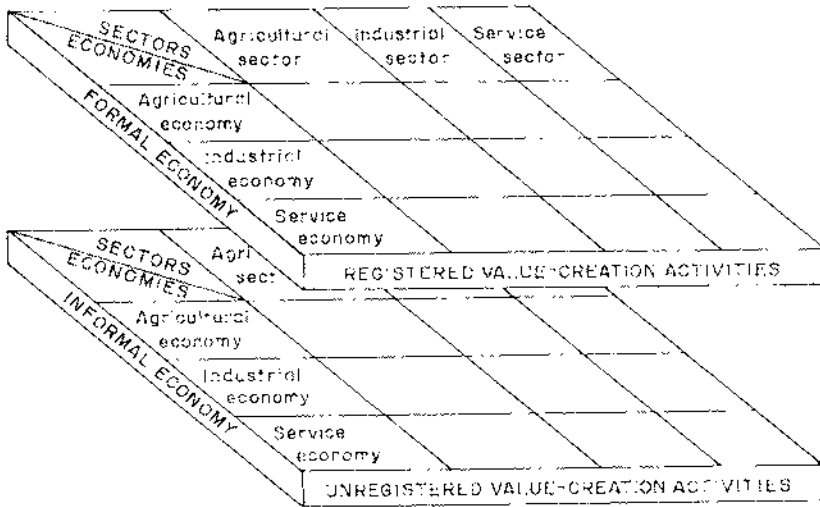 SECTORS
ECONOMIES
Agricultural
sector
Industrial
sector
Service
sector
Agricultural
economy
Industrial
economy
Service
economy
FORMAL ECONOMY
REGISTERED VALUE-CREATION ACTIVITIES
SECTORS
ECONOMIES
Agri
sect
Agricultural
economy
Industrial
economy
Service
economy
INFORMAL ECONOMY
UNREGISTERED VALUE-CREATION ACTIVITIES